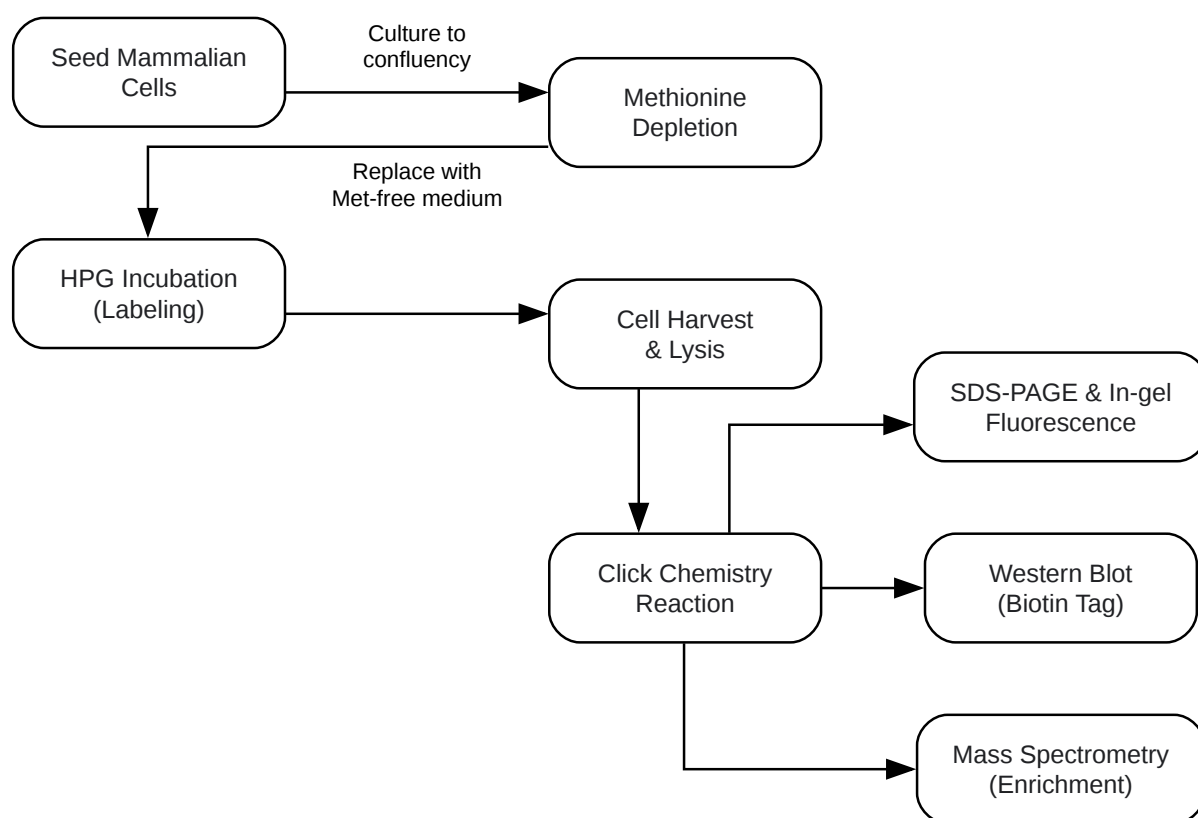 Seed Mammalian
Cells
Culture to
confluency
Methionine
Depletion
Replace with
Met-free medium
HPG Incubation
(Labeling)
Cell Harvest
& Lysis
SDS-PAGE & In-gel
Fluorescence
Click Chemistry
Reaction
Western Blot
(Biotin Tag)
Mass Spectrometry
(Enrichment)